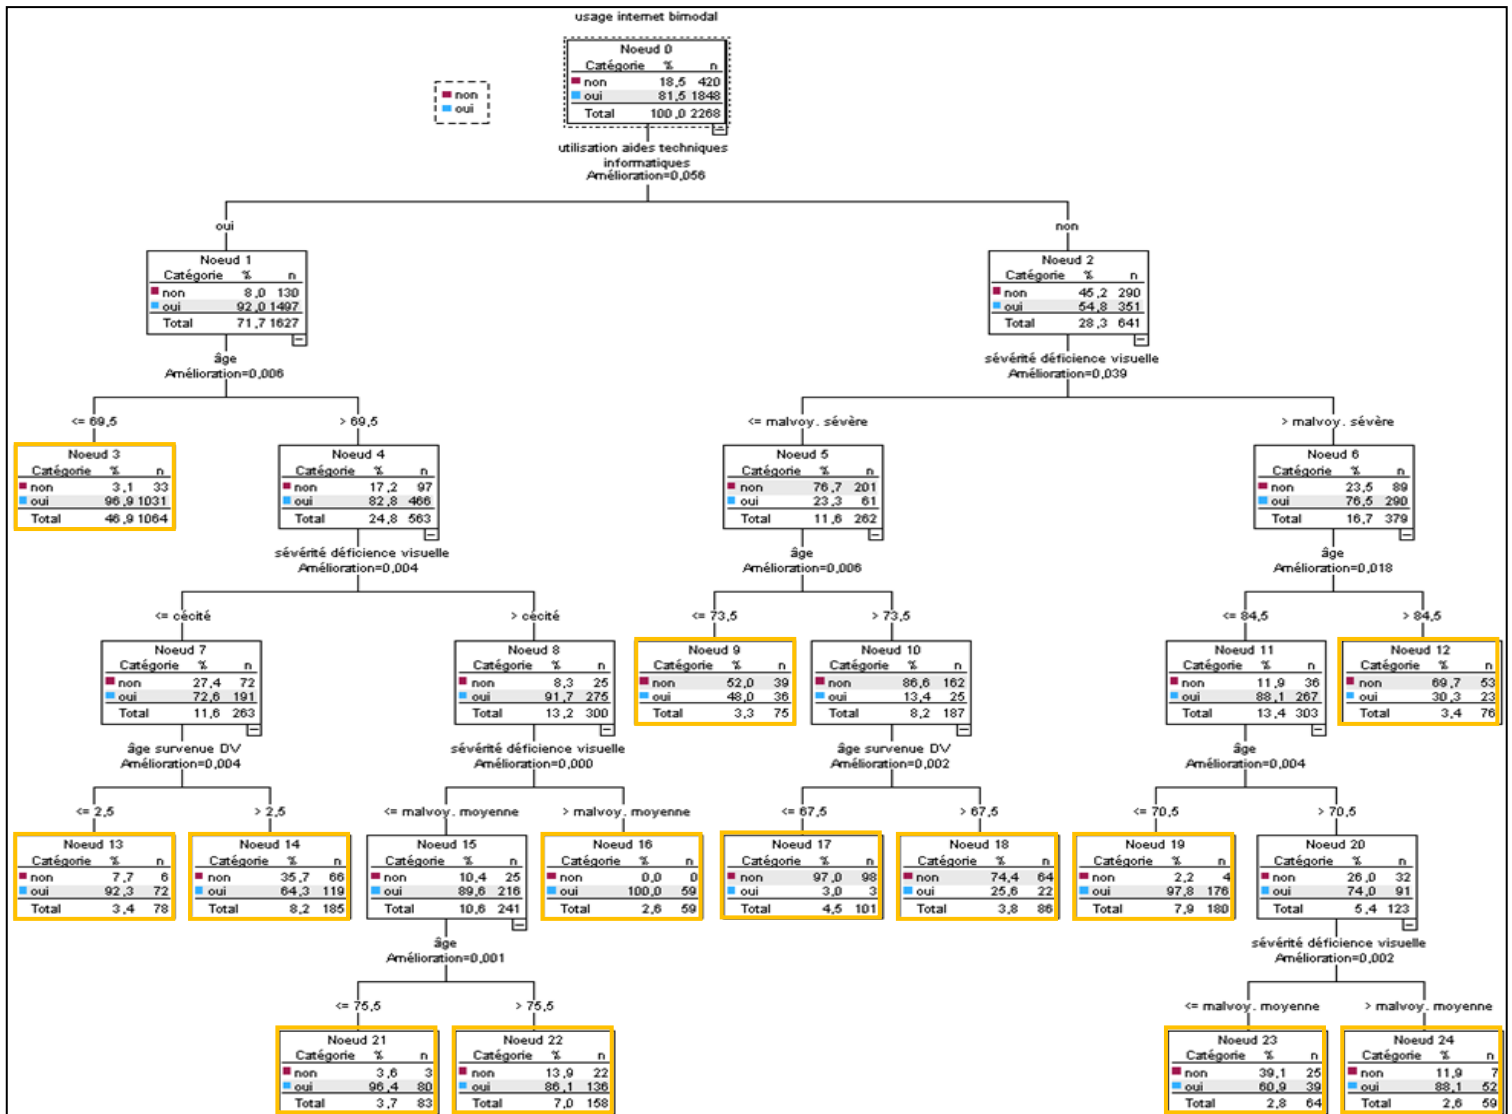 usage internet bimodal
Noeud 0
Catégorie % n
non 18,5 420
oui 81,5 1848
Total 100,0 2268
non
oui
utilisation aides techniques
informatiques
Amélioration=0,056
oui
non
Noeud 1
Catégorie % n
non 8,0 130
oui 92,0 1497
Total 71,7 1627
Noeud 2
Catégorie % n
non 45,2 290
oui 54,8 351
Total 28,3 641
âge
Amélioration=0,006
sévérité déficience visuelle
Amélioration=0,039
<= 69,5
> 69,5
<= malvoy. sévère
> malvoy. sévère
Noeud 3
Catégorie % n
non 3,1 33
oui 96,9 1031
Total 46,9 1064
Noeud 4
Catégorie % n
non 17,2 97
oui 82,8 466
Total 24,8 563
Noeud 5
Catégorie % n
non 76,7 201
oui 23,3 61
Total 11,6 262
Noeud 6
Catégorie % n
non 23,5 89
oui 76,5 290
Total 16,7 379
sévérité déficience visuelle
Amélioration=0,004
âge
Amélioration=0,006
âge
Amélioration=0,018
<= cécité
> cécité
<= 73,5
> 73,5
<= 84,5
> 84,5
Noeud 7
Catégorie % n
non 27,4 72
oui 72,6 191
Total 11,6 263
Noeud 8
Catégorie % n
non 8,3 25
oui 91,7 275
Total 13,2 300
Noeud 9
Catégorie % n
non 52,0 39
oui 48,0 36
Total 3,3 75
Noeud 10
Catégorie % n
non 86,6 162
oui 13,4 25
Total 8,2 187
Noeud 11
Catégorie % n
non 11,9 36
oui 88,1 267
Total 13,4 303
Noeud 12
Catégorie % n
non 69,7 53
oui 30,3 23
Total 3,4 76
âge survenue DV
Amélioration=0,004
sévérité déficience visuelle
Amélioration=0,000
âge survenue DV
Amélioration=0,002
âge
Amélioration=0,004
<= 2,5
> 2,5
<= malvoy. moyenne
> malvoy. moyenne
<= 67,5
> 67,5
<= 70,5
> 70,5
Noeud 13
Catégorie % n
non 7,7 6
oui 92,3 72
Total 3,4 78
Noeud 14
Catégorie % n
non 35,7 66
oui 64,3 119
Total 8,2 185
Noeud 15
Catégorie % n
non 10,4 25
oui 89,6 216
Total 10,6 241
Noeud 16
Catégorie % n
non 0,0 0
oui 100,0 59
Total 2,6 59
Noeud 17
Catégorie % n
non 97,0 98
oui 3,0 3
Total 4,5 101
Noeud 18
Catégorie % n
non 74,4 64
oui 25,6 22
Total 3,8 86
Noeud 19
Catégorie % n
non 2,2 4
oui 97,8 176
Total 7,9 180
Noeud 20
Catégorie % n
non 26,0 32
oui 74,0 91
Total 5,4 123
âge
Amélioration=0,001
sévérité déficience visuelle
Amélioration=0,002
<= 75,5
> 75,5
<= malvoy. moyenne
> malvoy. moyenne
Noeud 21
Catégorie % n
non 3,6 3
oui 96,4 80
Total 3,7 83
Noeud 22
Catégorie % n
non 13,9 22
oui 86,1 136
Total 7,0 158
Noeud 23
Catégorie % n
non 39,1 25
oui 60,9 39
Total 2,8 64
Noeud 24
Catégorie % n
non 11,9 7
oui 88,1 52
Total 2,6 59